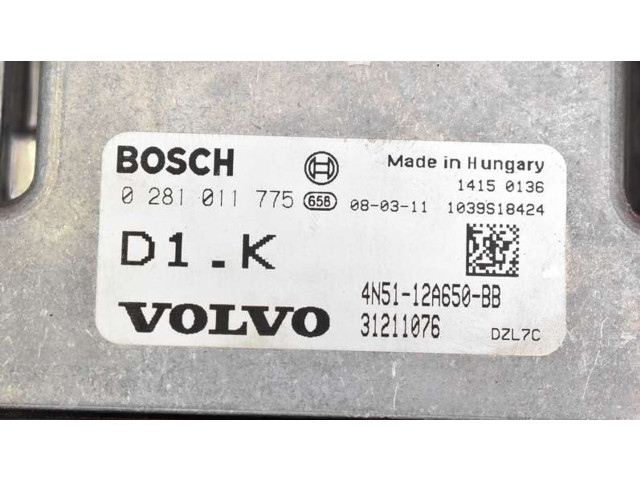 BOSCH Made in Hungary
1415 0136
0 281 011 775 656 08-03-11 1039S18424
D1.K
4N51-12A650-BB
VOLVO 31211076 DZL7C